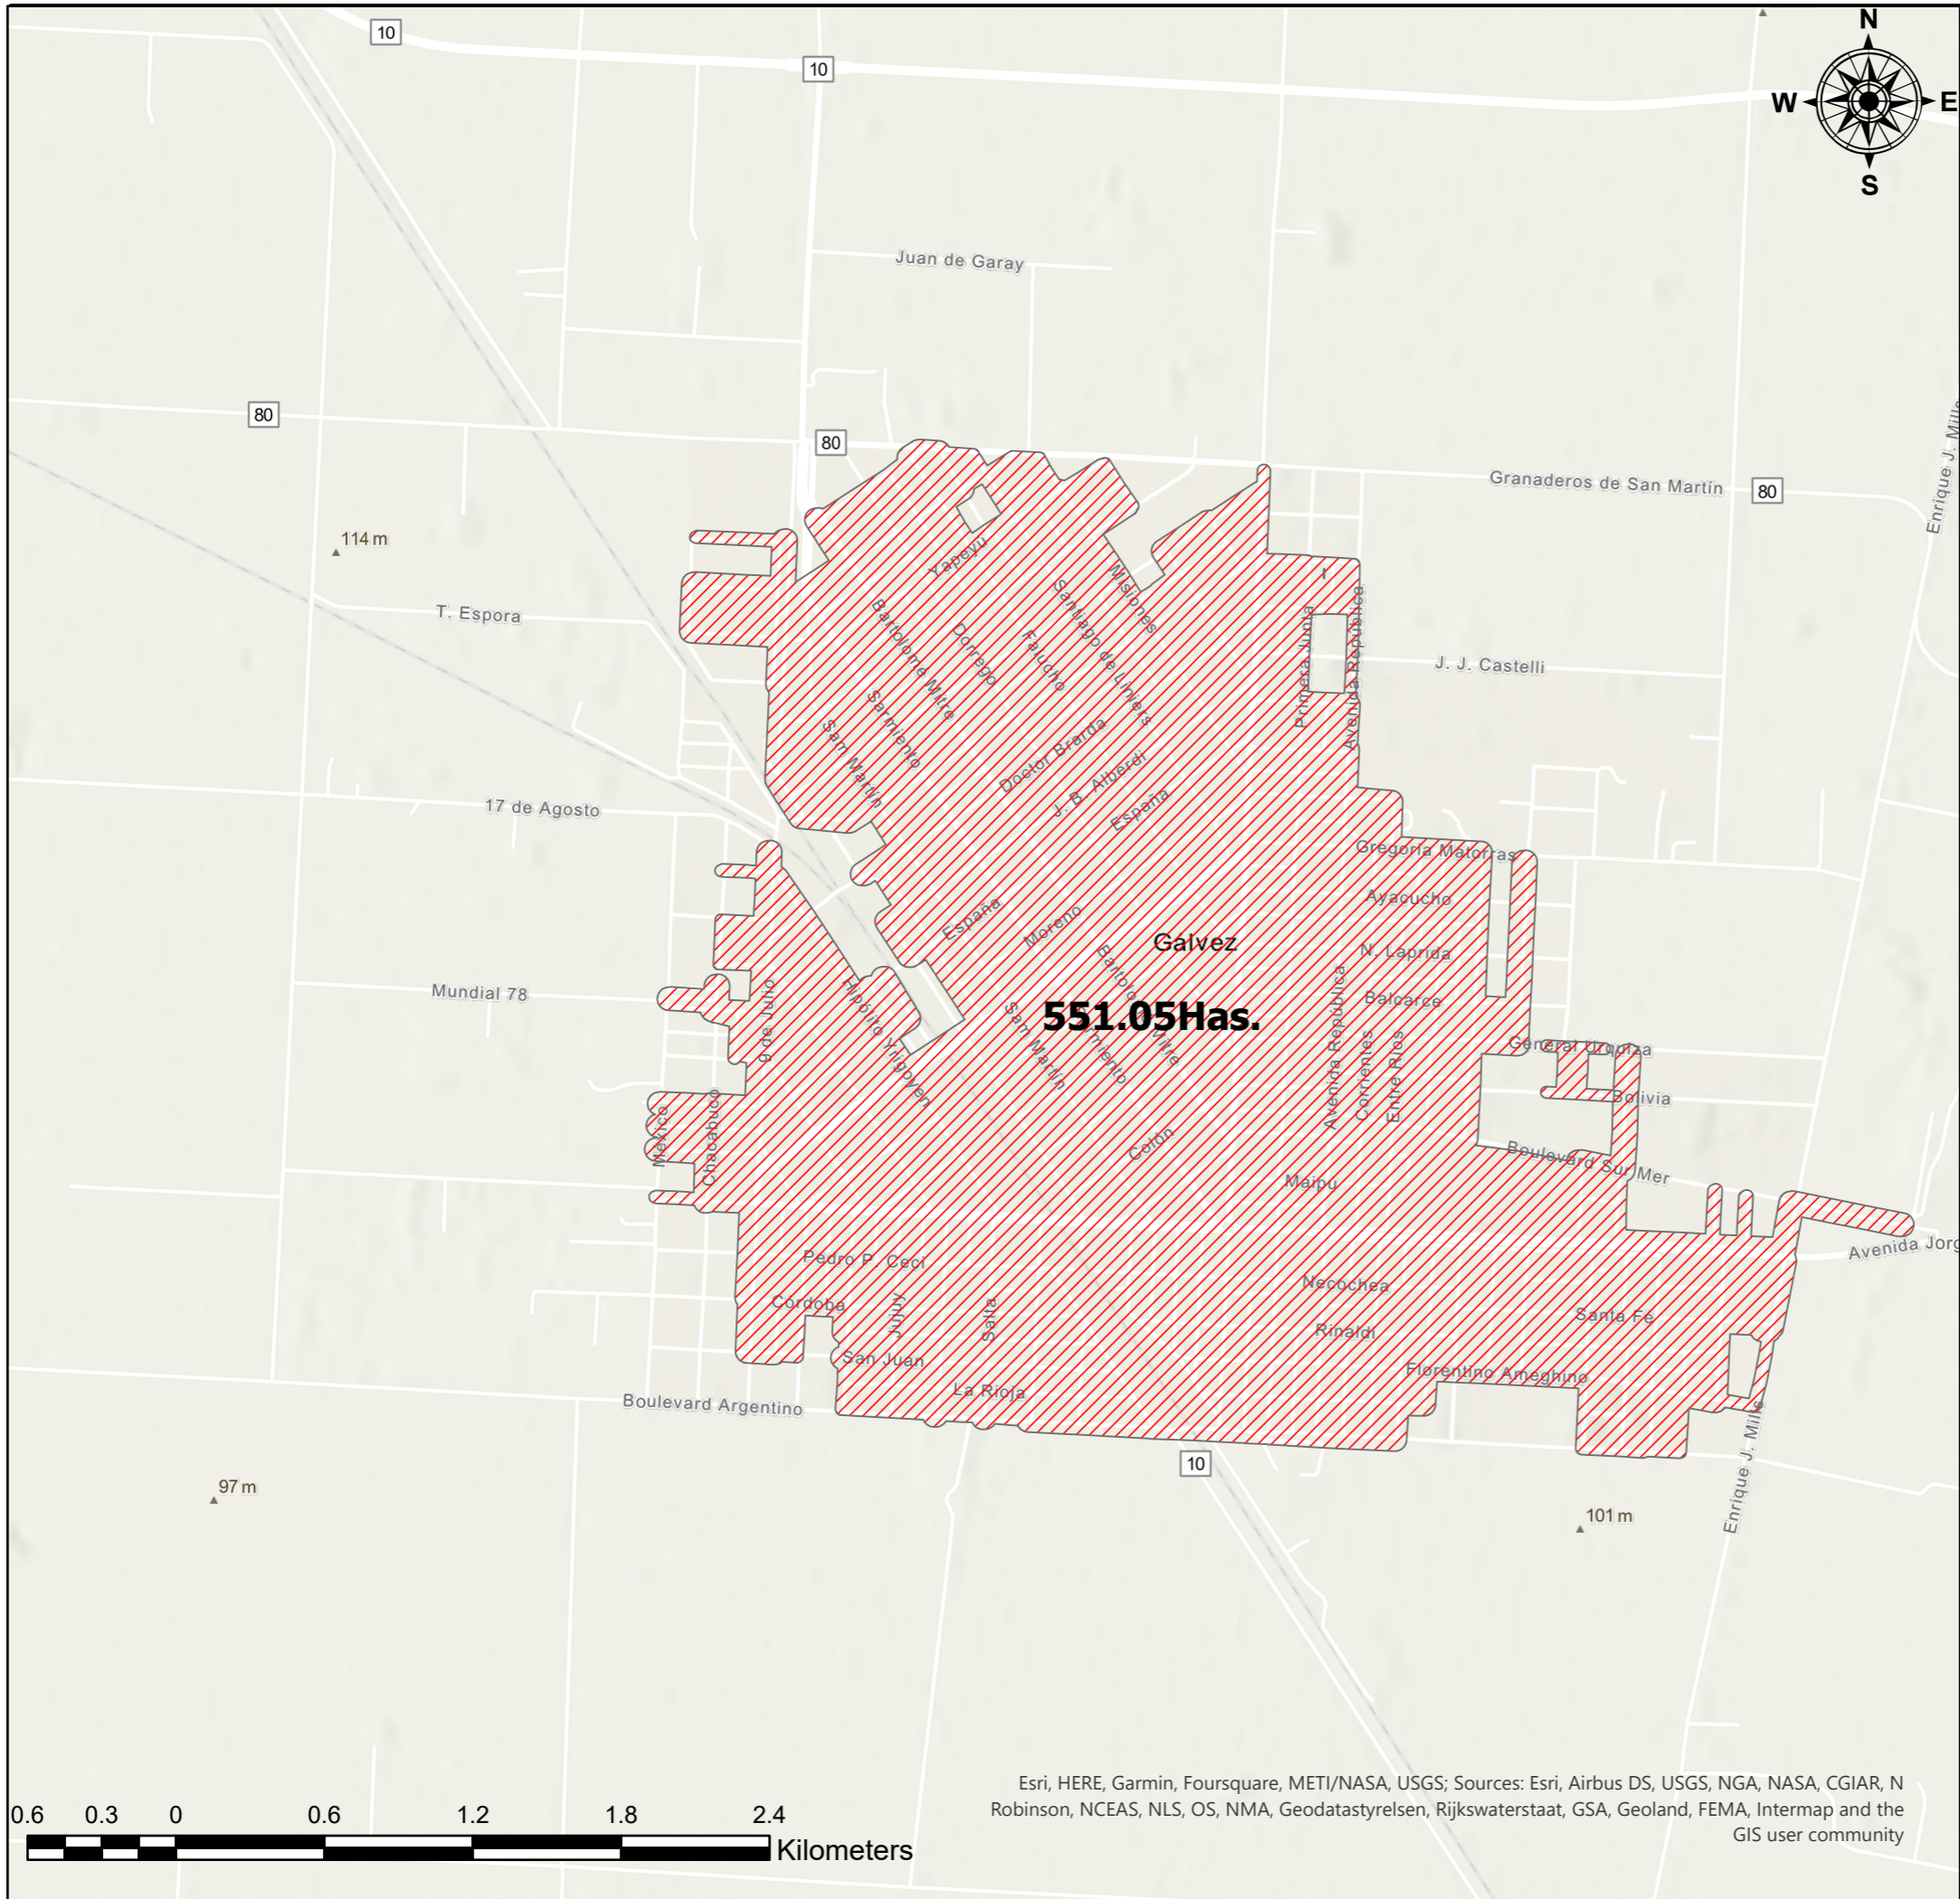 N
10
10
W
E
S
Juan de Garay
80
80
Granaderos de San Martín
80
Enrique J. Mills
114 m
Yapeyu
Misiones
T. Espora
Bartolomé Mitre
Dorrego
Falucho
Santiago de Liniers
Primera Junta
Avenida República
J. J. Castelli
Sarmiento
San Martín
Doctor Brarda
J. B. Alberdi
España
17 de Agosto
Gregoria Matorras
Ayacucho
España
Moreno
Gálvez
N. Laprida
Mundial 78
9 de Julio
Hipólito Yrigoyen
San Martín
Sarmiento
Bartolomé Mitre
551.05Has.
Avenida República
Corrientes
Entre Ríos
Balcarce
General Urquiza
Bolivia
México
Chacabuco
Colón
Boulevard Sur Mer
Maipú
Avenida Jorg
Pedro P. Ceci
Necochea
Córdoba
Jujuy
Salta
Santa Fe
Rinaldi
San Juan
Florentino Ameghino
La Rioja
Boulevard Argentino
Enrique J. Mills
10
97 m
101 m
Esri, HERE, Garmin, Foursquare, METI/NASA, USGS; Sources: Esri, Airbus DS, USGS, NGA, NASA, CGIAR, N
Robinson, NCEAS, NLS, OS, NMA, Geodatastyrelsen, Rijkswaterstaat, GSA, Geoland, FEMA, Intermap and the
GIS user community
0.6 0.3 0 0.6 1.2 1.8 2.4
Kilometers